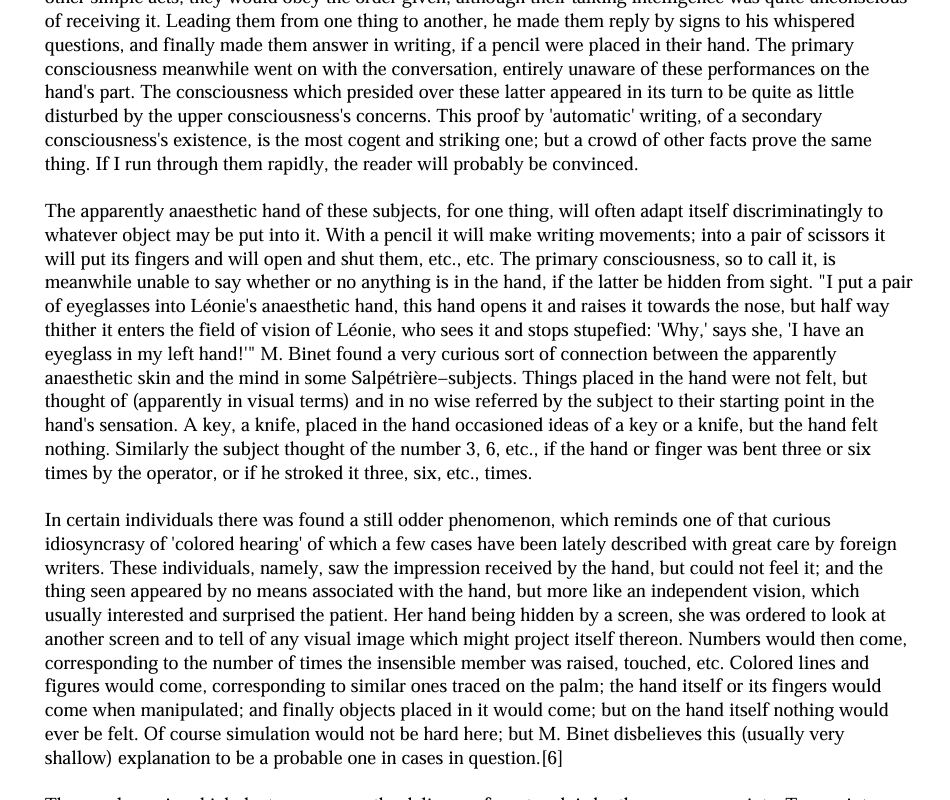 other simple acts, they would obey the order given, although their talking intelligence was quite unconscious
of receiving it. Leading them from one thing to another, he made them reply by signs to his whispered
questions, and finally made them answer in writing, if a pencil were placed in their hand. The primary
consciousness meanwhile went on with the conversation, entirely unaware of these performances on the
hand's part. The consciousness which presided over these latter appeared in its turn to be quite as little
disturbed by the upper consciousness's concerns. This proof by 'automatic' writing, of a secondary
consciousness's existence, is the most cogent and striking one; but a crowd of other facts prove the same
thing. If I run through them rapidly, the reader will probably be convinced.
The apparently anaesthetic hand of these subjects, for one thing, will often adapt itself discriminatingly to
whatever object may be put into it. With a pencil it will make writing movements; into a pair of scissors it
will put its fingers and will open and shut them, etc., etc. The primary consciousness, so to call it, is
meanwhile unable to say whether or no anything is in the hand, if the latter be hidden from sight. "I put a pair
of eyeglasses into Léonie's anaesthetic hand, this hand opens it and raises it towards the nose, but half way
thither it enters the field of vision of Léonie, who sees it and stops stupefied: 'Why,' says she, 'I have an
eyeglass in my left hand!'" M. Binet found a very curious sort of connection between the apparently
anaesthetic skin and the mind in some Salpétrière–subjects. Things placed in the hand were not felt, but
thought of (apparently in visual terms) and in no wise referred by the subject to their starting point in the
hand's sensation. A key, a knife, placed in the hand occasioned ideas of a key or a knife, but the hand felt
nothing. Similarly the subject thought of the number 3, 6, etc., if the hand or finger was bent three or six
times by the operator, or if he stroked it three, six, etc., times.
In certain individuals there was found a still odder phenomenon, which reminds one of that curious
idiosyncrasy of 'colored hearing' of which a few cases have been lately described with great care by foreign
writers. These individuals, namely, saw the impression received by the hand, but could not feel it; and the
thing seen appeared by no means associated with the hand, but more like an independent vision, which
usually interested and surprised the patient. Her hand being hidden by a screen, she was ordered to look at
another screen and to tell of any visual image which might project itself thereon. Numbers would then come,
corresponding to the number of times the insensible member was raised, touched, etc. Colored lines and
figures would come, corresponding to similar ones traced on the palm; the hand itself or its fingers would
come when manipulated; and finally objects placed in it would come; but on the hand itself nothing would
ever be felt. Of course simulation would not be hard here; but M. Binet disbelieves this (usually very
shallow) explanation to be a probable one in cases in question.[6]